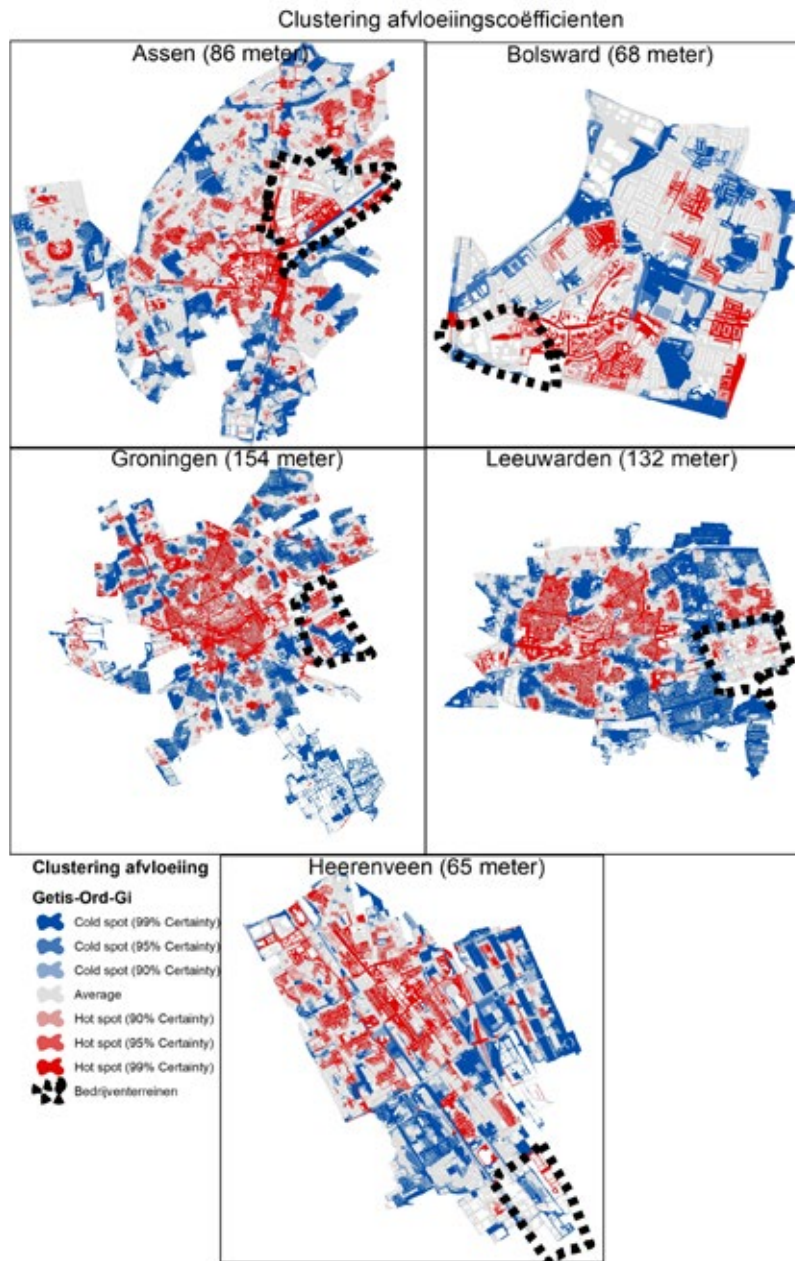 Clustering afvloeiingscoëfficienten
Assen (86 meter)
Bolsward (68 meter)
Groningen (154 meter)
Leeuwarden (132 meter)
Heerenveen (65 meter)
Clustering afvloeiing
Getis-Ord-Gi
Cold spot (99% Certainty)
Cold spot (95% Certainty)
Cold spot (90% Certainty)
Average
Hot spot (90% Certainty)
Hot spot (95% Certainty)
Hot spot (99% Certainty)
Bedrijventerreinen